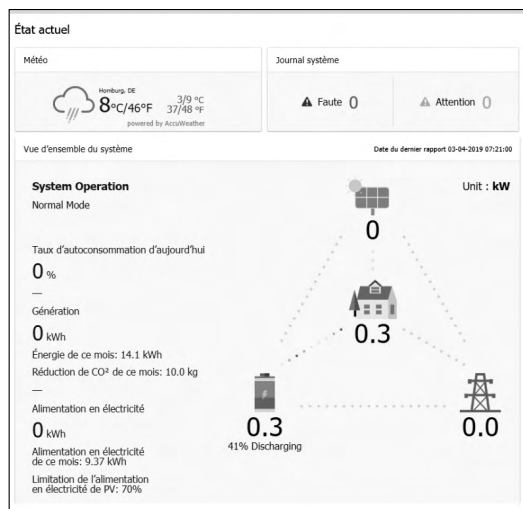 État actuel
Météo
Homburg, DE
8°C/46°F
3/9 °C
37/48 °F
powered by AccuWeather
Journal système
Faute 0
Attention 0
Vue d'ensemble du système
Date du dernier rapport 03-04-2019 07:21:00
System Operation
Normal Mode
Unit : kW
Taux d'autoconsommation d'aujourd'hui
0 %
—
Génération
0 kWh
Énergie de ce mois: 14.1 kWh
Réduction de CO² de ce mois: 10.0 kg
—
Alimentation en électricité
0 kWh
Alimentation en électricité
de ce mois: 9.37 kWh
Limitation de l'alimentation
en électricité de PV: 70%
0
0.3
0.3
41% Discharging
0.0